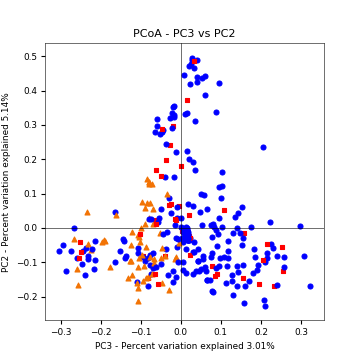 PCoA - PC3 vs PC2
PC2 - Percent variation explained 5.14%
0.5
0.4
0.3
0.2
0.1
0.0
−0.1
−0.2
−0.3 −0.2 −0.1 0.0 0.1 0.2 0.3
PC3 - Percent variation explained 3.01%